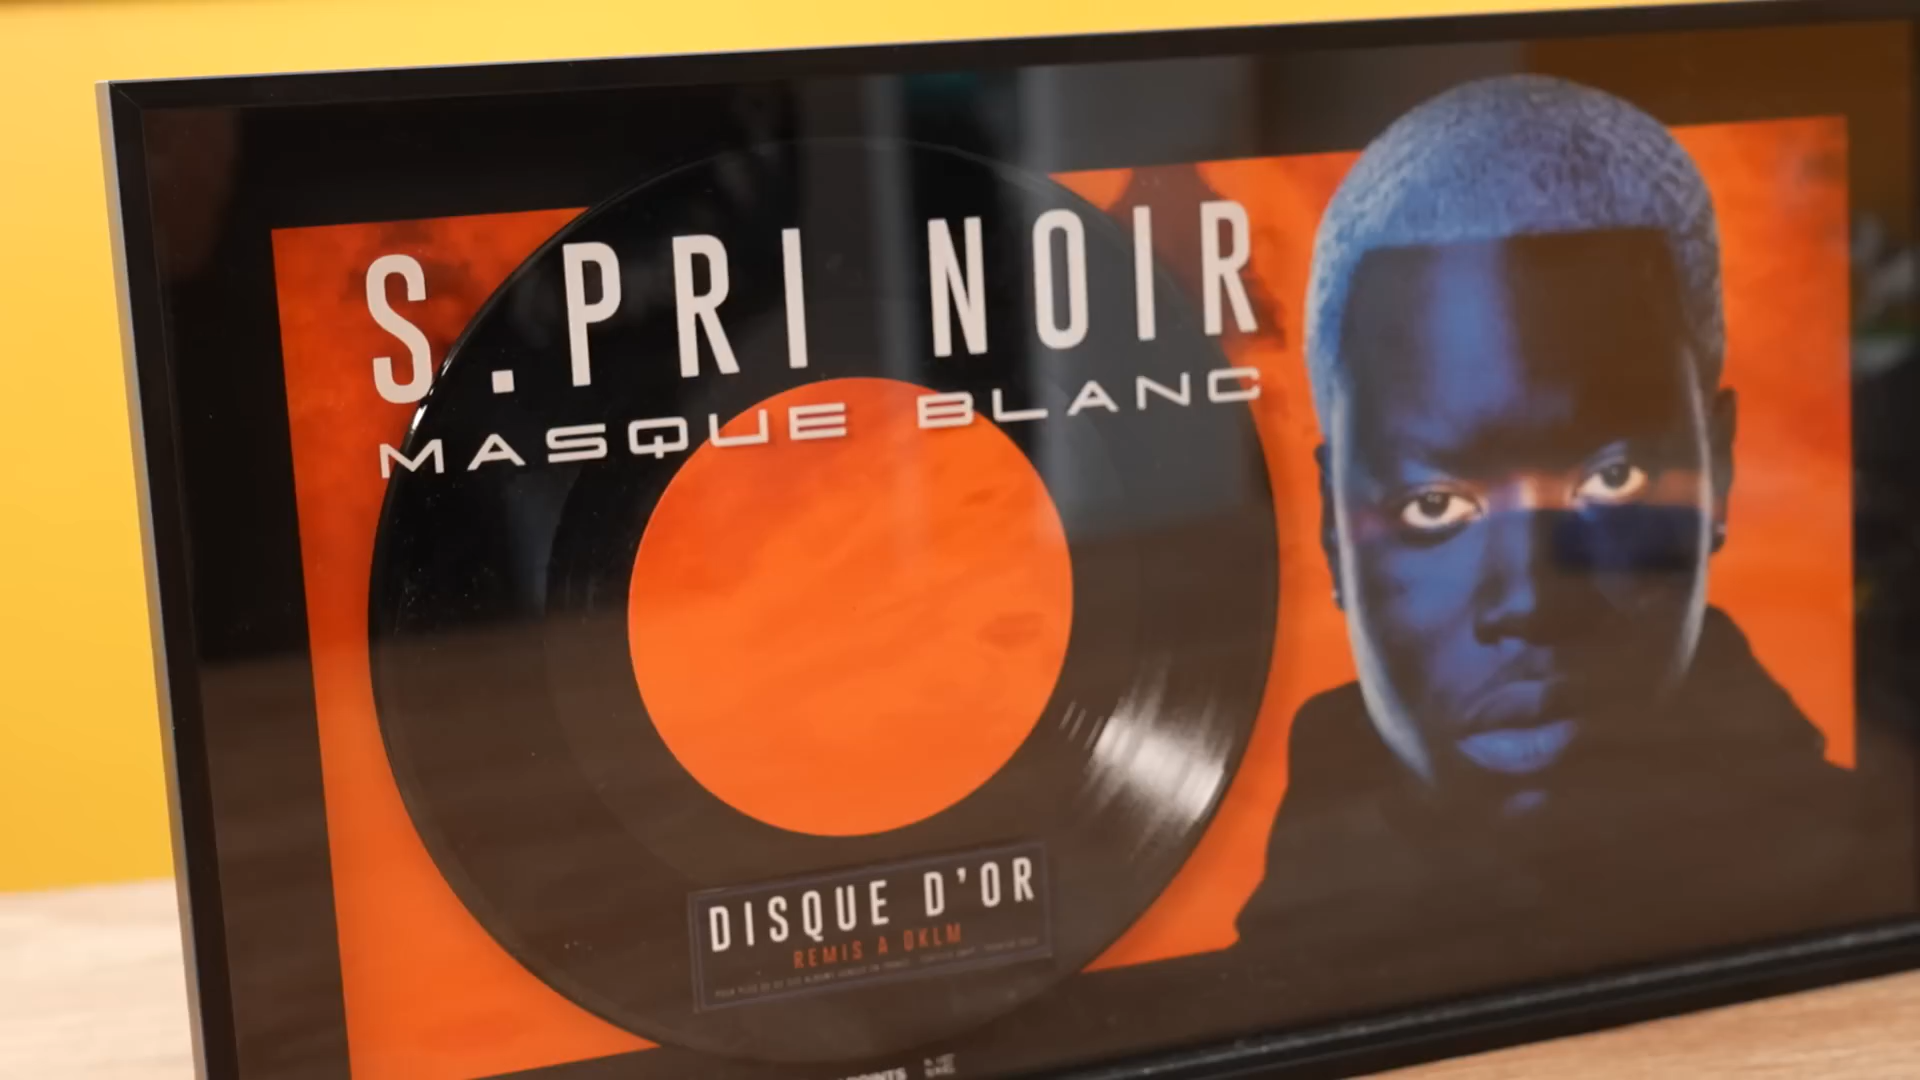 S.PRI NOIR
MASQUE BLANC
DISQUE D'OR
REMIS A OKLM